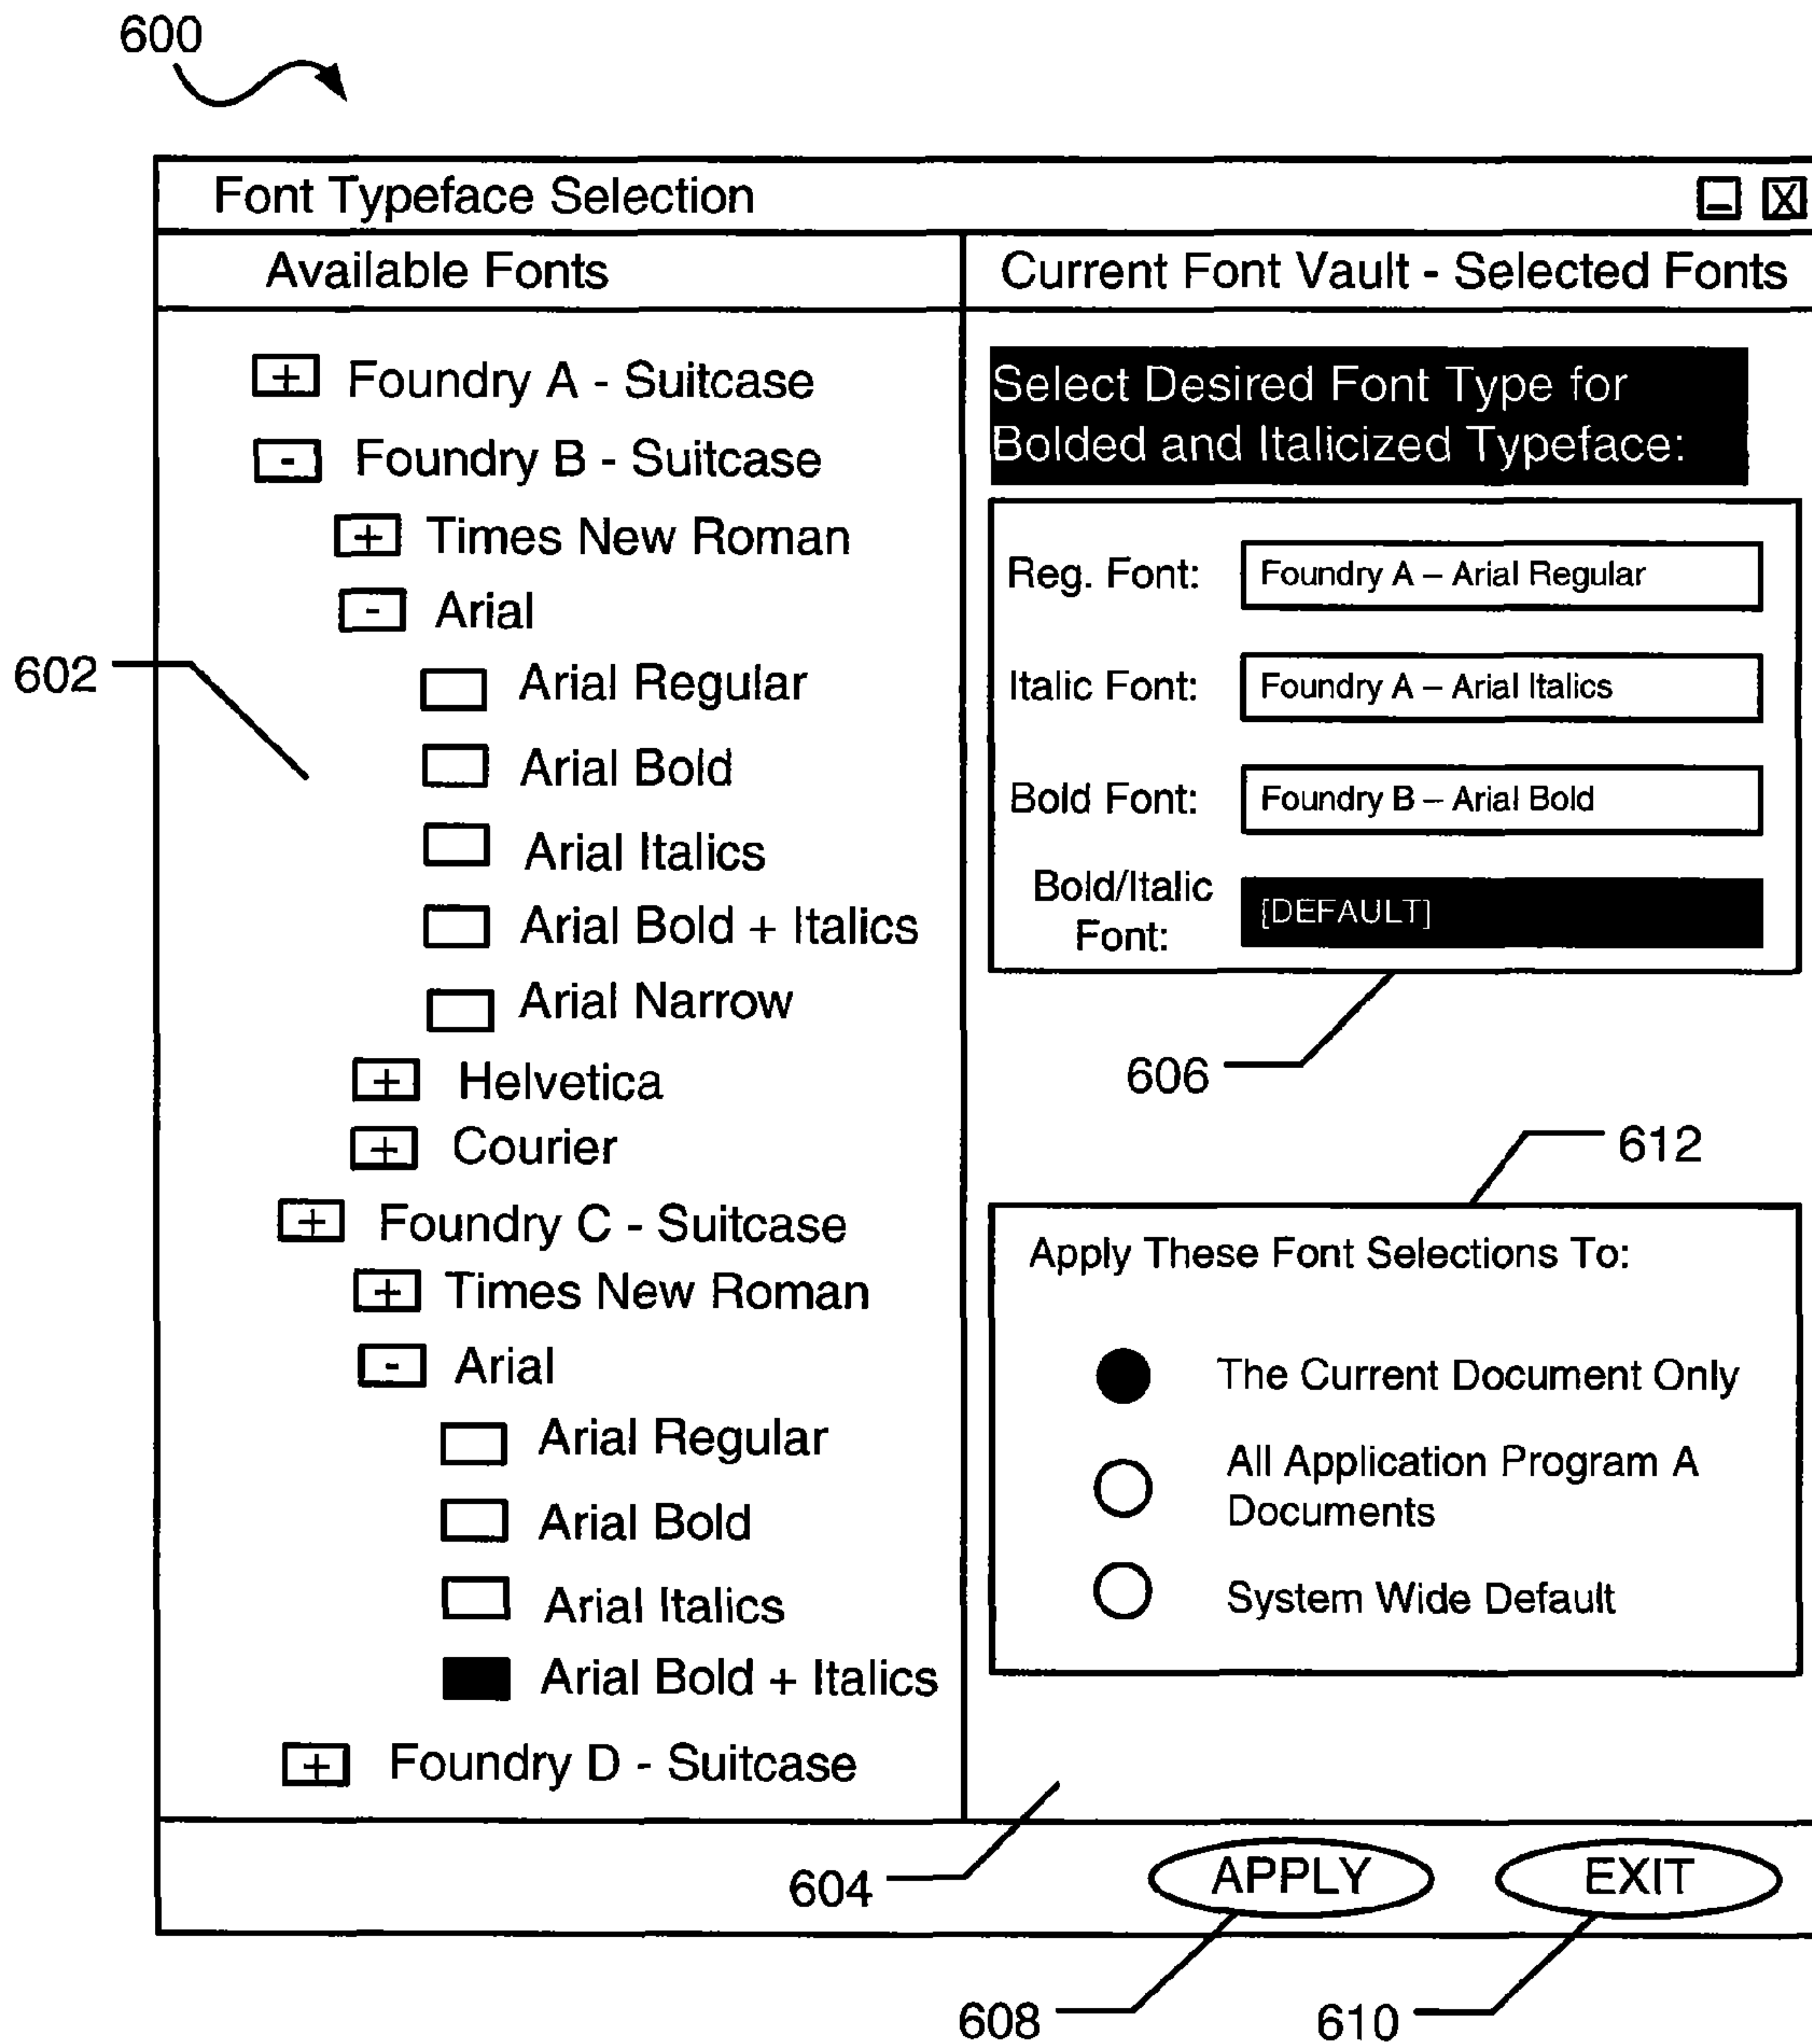 600
Font Typeface Selection
_ X
Available Fonts
Current Font Vault - Selected Fonts
+ Foundry A - Suitcase
- Foundry B - Suitcase
+ Times New Roman
- Arial
602
Arial Regular
Arial Bold
Arial Italics
Arial Bold + Italics
Arial Narrow
+ Helvetica
+ Courier
+ Foundry C - Suitcase
+ Times New Roman
- Arial
Arial Regular
Arial Bold
Arial Italics
Arial Bold + Italics
+ Foundry D - Suitcase
Select Desired Font Type for
Bolded and Italicized Typeface:
Reg. Font: Foundry A – Arial Regular
Italic Font: Foundry A – Arial Italics
Bold Font: Foundry B – Arial Bold
Bold/Italic
Font:
[DEFAULT]
606
612
Apply These Font Selections To:
The Current Document Only
All Application Program A
Documents
System Wide Default
604
APPLY
EXIT
608
610